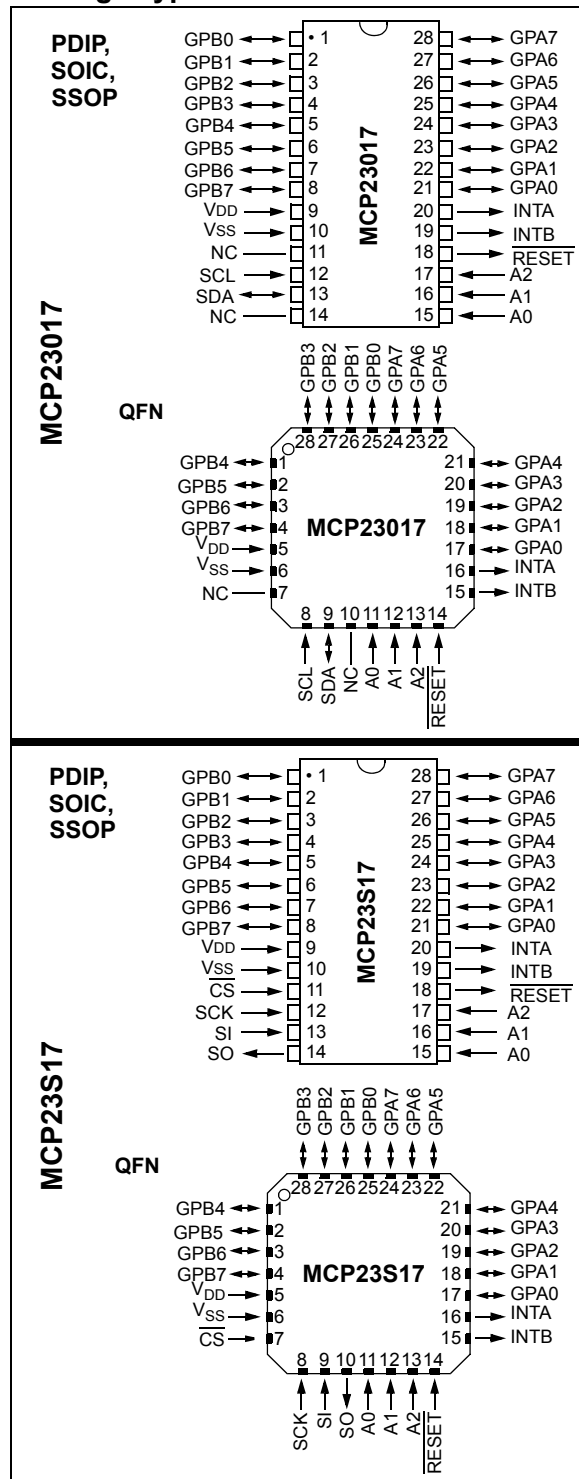 PDIP,
SOIC,
SSOP
GPB0 1 28 GPA7
GPB1 2 27 GPA6
GPB2 3 26 GPA5
GPB3 4 25 GPA4
GPB4 5 24 GPA3
GPB5 6 23 GPA2
GPB6 7 22 GPA1
GPB7 8 21 GPA0
VDD 9 20 INTA
VSS 10 19 INTB
NC 11 18 RESET
SCL 12 17 A2
SDA 13 16 A1
NC 14 15 A0
MCP23017
MCP23017
QFN
GPB3 GPB2 GPB1 GPB0 GPA7 GPA6 GPA5
28 27 26 25 24 23 22
GPB4 1 21 GPA4
GPB5 2 20 GPA3
GPB6 3 19 GPA2
GPB7 4 18 GPA1
VDD 5 17 GPA0
VSS 6 16 INTA
NC 7 15 INTB
MCP23017
8 9 10 11 12 13 14
SCL SDA NC A0 A1 A2 RESET
PDIP,
SOIC,
SSOP
GPB0 1 28 GPA7
GPB1 2 27 GPA6
GPB2 3 26 GPA5
GPB3 4 25 GPA4
GPB4 5 24 GPA3
GPB5 6 23 GPA2
GPB6 7 22 GPA1
GPB7 8 21 GPA0
VDD 9 20 INTA
VSS 10 19 INTB
CS 11 18 RESET
SCK 12 17 A2
SI 13 16 A1
SO 14 15 A0
MCP23S17
MCP23S17
QFN
GPB3 GPB2 GPB1 GPB0 GPA7 GPA6 GPA5
28 27 26 25 24 23 22
GPB4 1 21 GPA4
GPB5 2 20 GPA3
GPB6 3 19 GPA2
GPB7 4 18 GPA1
VDD 5 17 GPA0
VSS 6 16 INTA
CS 7 15 INTB
MCP23S17
8 9 10 11 12 13 14
SCK SI SO A0 A1 A2 RESET